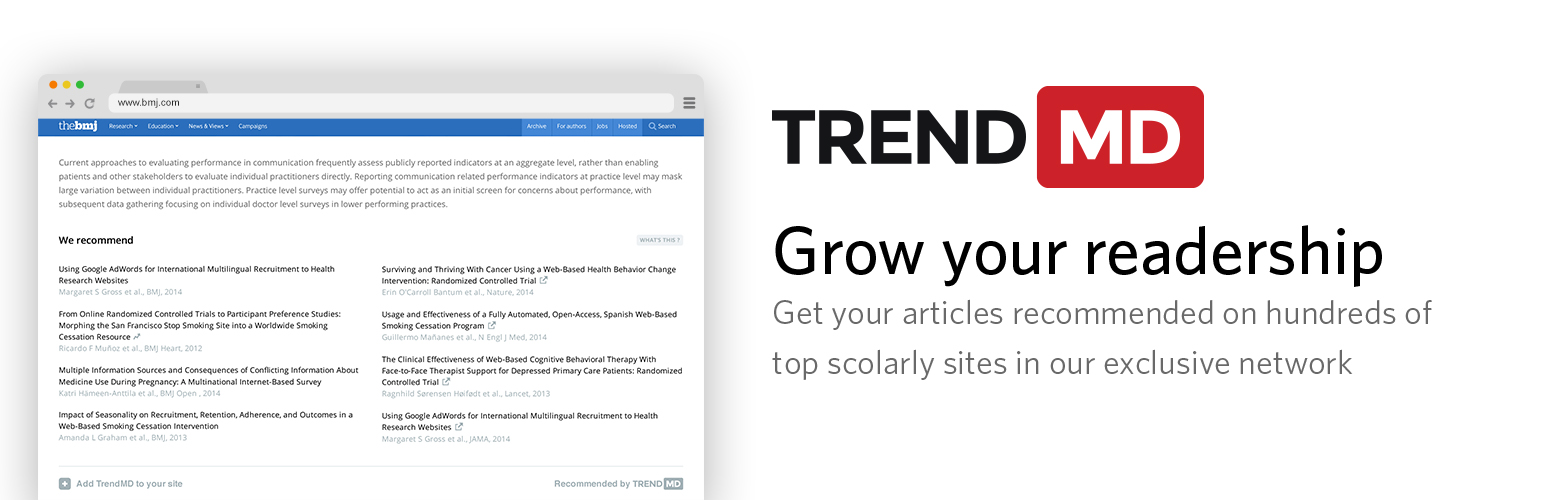 www.bmj.com
thebmj Research Education News & Views Campaigns Archive For authors Jobs Hosted Search
Current approaches to evaluating performance in communication frequently assess publicly reported indicators at an aggregate level, rather than enabling
patients and other stakeholders to evaluate individual practitioners directly. Reporting communication related performance indicators at practice level may mask
large variation between individual practitioners. Practice level surveys may offer potential to act as an initial screen for concerns about performance, with
subsequent data gathering focusing on individual doctor level surveys in lower performing practices.
We recommend
WHAT'S THIS ?
Using Google AdWords for International Multilingual Recruitment to Health
Research Websites
Margaret S Gross et al., BMJ, 2014
From Online Randomized Controlled Trials to Participant Preference Studies:
Morphing the San Francisco Stop Smoking Site into a Worldwide Smoking
Cessation Resource
Ricardo F Muñoz et al., BMJ Heart, 2012
Multiple Information Sources and Consequences of Conflicting Information About
Medicine Use During Pregnancy: A Multinational Internet-Based Survey
Katri Hämeen-Anttila et al., BMJ Open , 2014
Impact of Seasonality on Recruitment, Retention, Adherence, and Outcomes in a
Web-Based Smoking Cessation Intervention
Amanda L Graham et al., BMJ, 2013
Surviving and Thriving With Cancer Using a Web-Based Health Behavior Change
Intervention: Randomized Controlled Trial
Erin O'Carroll Bantum et al., Nature, 2014
Usage and Effectiveness of a Fully Automated, Open-Access, Spanish Web-Based
Smoking Cessation Program
Guillermo Mañanes et al., N Engl J Med, 2014
The Clinical Effectiveness of Web-Based Cognitive Behavioral Therapy With
Face-to-Face Therapist Support for Depressed Primary Care Patients: Randomized
Controlled Trial
Ragnhild Sørensen Høifødt et al., Lancet, 2013
Using Google AdWords for International Multilingual Recruitment to Health
Research Websites
Margaret S Gross et al., JAMA, 2014
Add TrendMD to your site
Recommended by TREND MD
TREND MD
Grow your readership
Get your articles recommended on hundreds of
top scolarly sites in our exclusive network